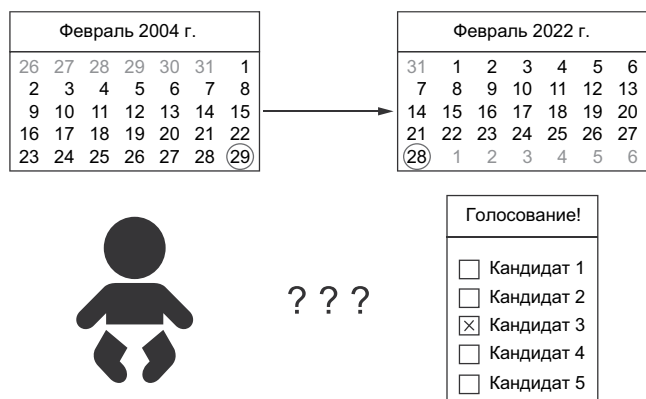 Февраль 2004 г.
26 27 28 29 30 31 1
2 3 4 5 6 7 8
9 10 11 12 13 14 15
16 17 18 19 20 21 22
23 24 25 26 27 28 29
Февраль 2022 г.
31 1 2 3 4 5 6
7 8 9 10 11 12 13
14 15 16 17 18 19 20
21 22 23 24 25 26 27
28 1 2 3 4 5 6
? ? ?
Голосование!
Кандидат 1
Кандидат 2
Кандидат 3
Кандидат 4
Кандидат 5